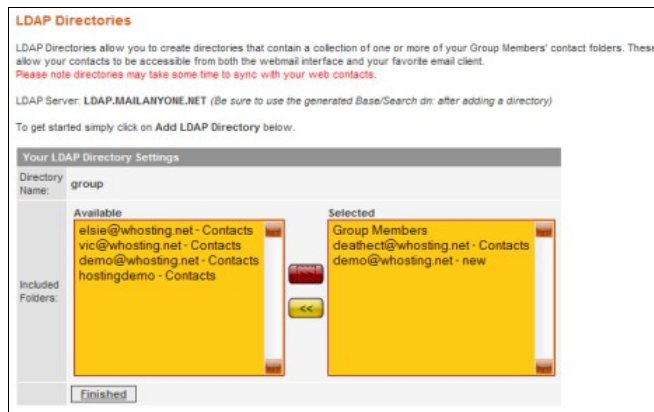 LDAP Directories
LDAP Directories allow you to create directories that contain a collection of one or more of your Group Members' contact folders. These
allow your contacts to be accessible from both the webmail interface and your favorite email client.
Please note directories may take some time to sync with your web contacts.
LDAP Server: LDAP.MAILANYONE.NET (Be sure to use the generated Base/Search dn: after adding a directory)
To get started simply click on Add LDAP Directory below.
Your LDAP Directory Settings
Directory
Name:
group
Included
Folders:
Available
elsie@whosting.net - Contacts
vic@whosting.net - Contacts
demo@whosting.net - Contacts
hostingdemo - Contacts
>>
<<
Selected
Group Members
deathect@whosting.net - Contacts
demo@whosting.net - new
Finished